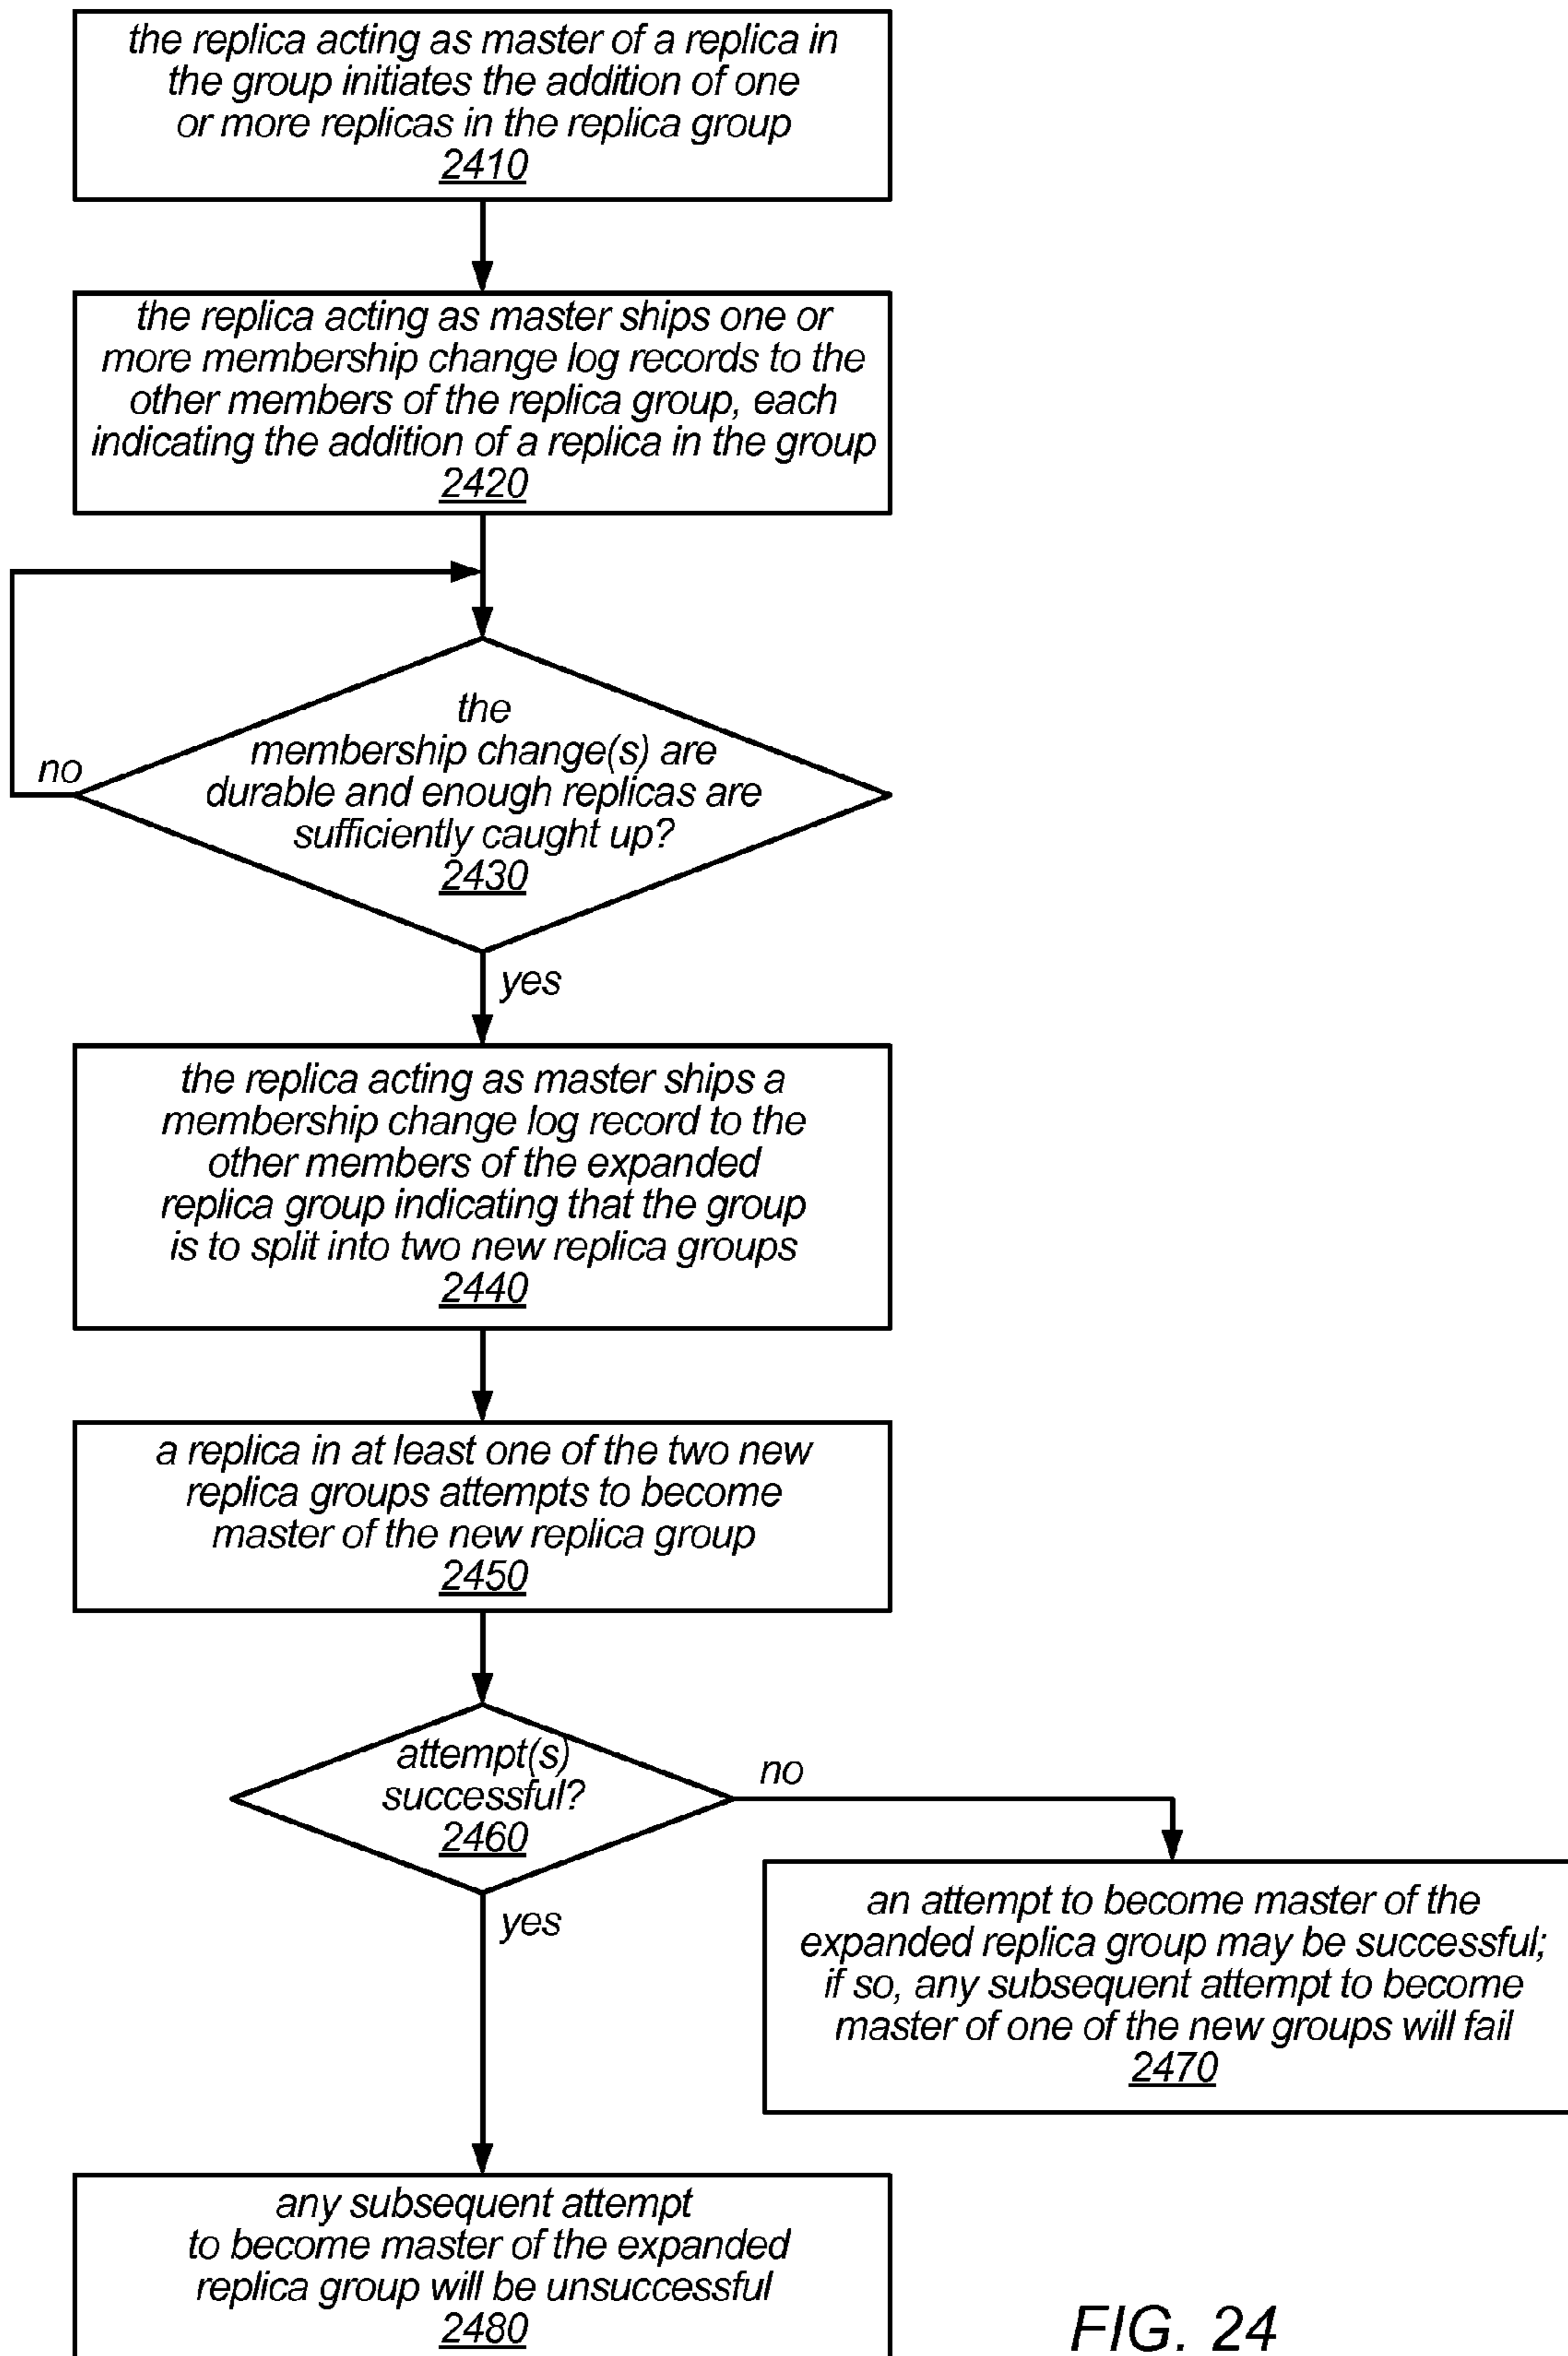 the replica acting as master of a replica in
the group initiates the addition of one
or more replicas in the replica group
2410
the replica acting as master ships one or
more membership change log records to the
other members of the replica group, each
indicating the addition of a replica in the group
2420
the
membership change(s) are
durable and enough replicas are
sufficiently caught up?
2430
no
yes
the replica acting as master ships a
membership change log record to the
other members of the expanded
replica group indicating that the group
is to split into two new replica groups
2440
a replica in at least one of the two new
replica groups attempts to become
master of the new replica group
2450
attempt(s)
successful?
2460
no
yes
an attempt to become master of the
expanded replica group may be successful;
if so, any subsequent attempt to become
master of one of the new groups will fail
2470
any subsequent attempt
to become master of the expanded
replica group will be unsuccessful
2480
FIG. 24